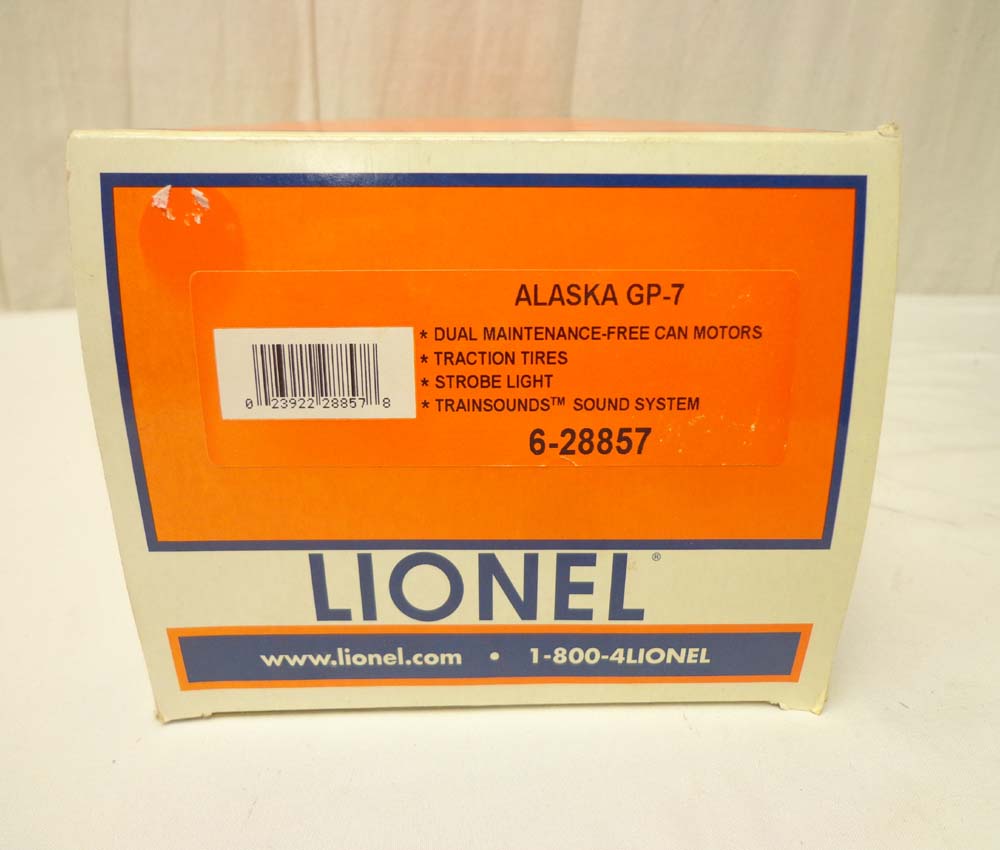 ALASKA GP-7
* DUAL MAINTENANCE-FREE CAN MOTORS
* TRACTION TIRES
* STROBE LIGHT
* TRAINSOUNDS™ SOUND SYSTEM
0 23922 28857 8
6-28857
LIONEL®
www.lionel.com • 1-800-4LIONEL